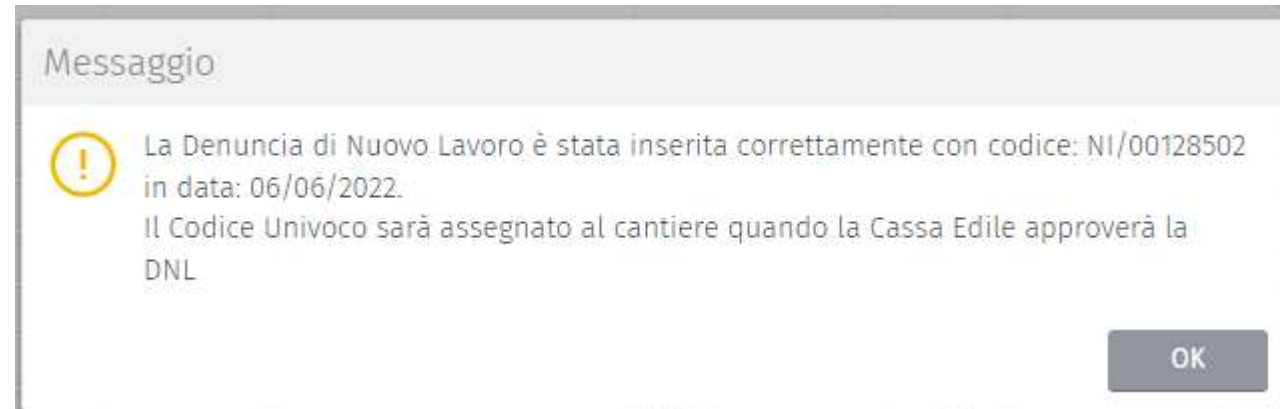 Messaggio
La Denuncia di Nuovo Lavoro è stata inserita correttamente con codice: NI/00128502
in data: 06/06/2022.
Il Codice Univoco sarà assegnato al cantiere quando la Cassa Edile approverà la
DNL
OK